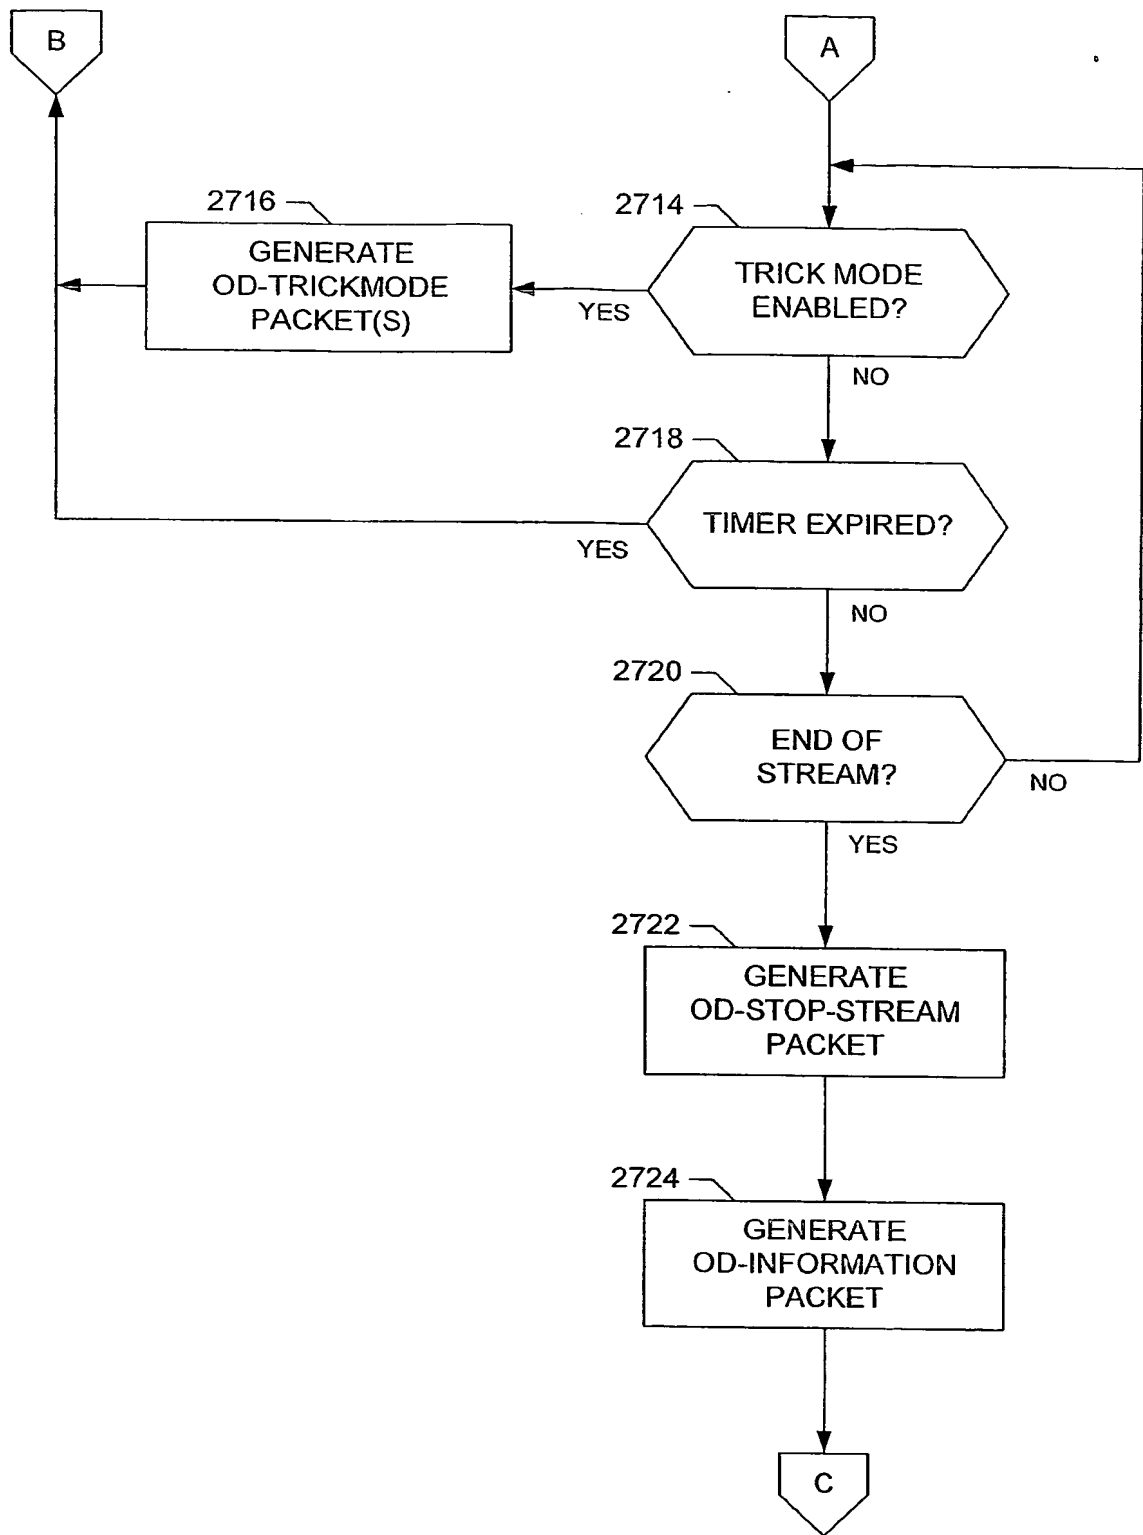 B
A
2716
GENERATE
OD-TRICKMODE
PACKET(S)
2714
TRICK MODE
ENABLED?
YES
NO
2718
TIMER EXPIRED?
YES
NO
2720
END OF
STREAM?
NO
YES
2722
GENERATE
OD-STOP-STREAM
PACKET
2724
GENERATE
OD-INFORMATION
PACKET
C